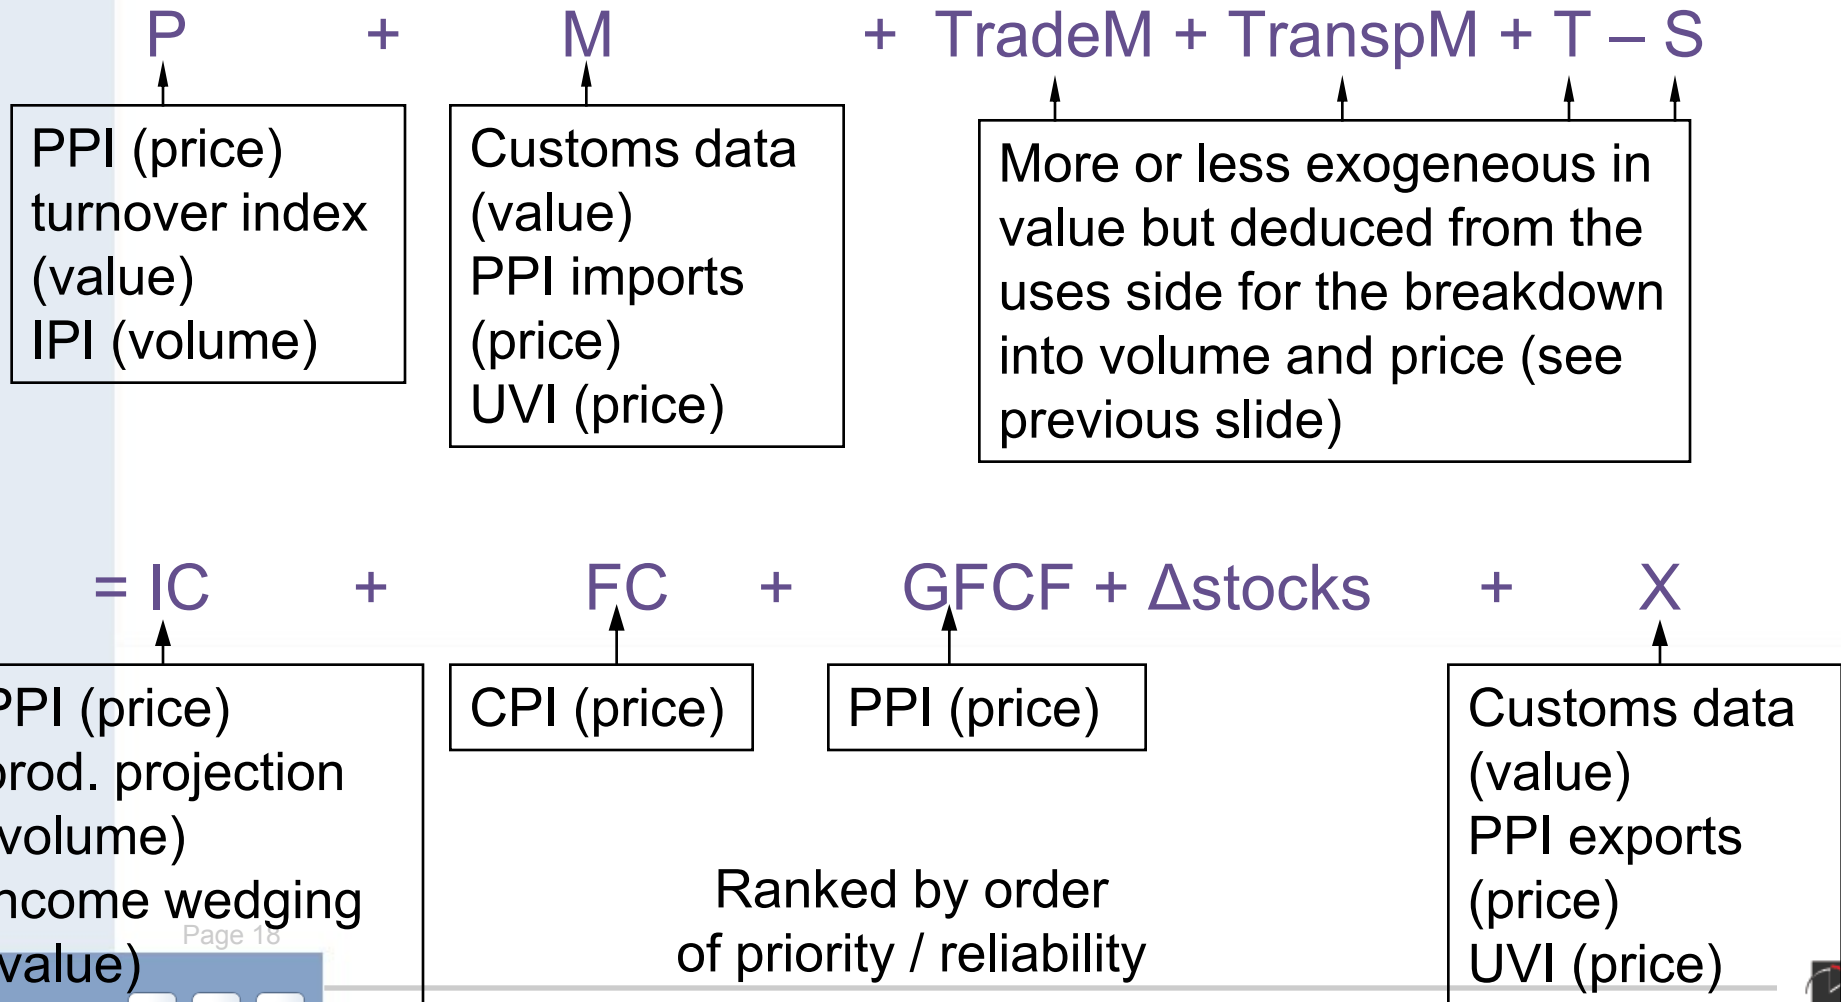 P + M + TradeM + TranspM + T – S
PPI (price)
turnover index
(value)
IPI (volume)
Customs data
(value)
PPI imports
(price)
UVI (price)
More or less exogeneous in
value but deduced from the
uses side for the breakdown
into volume and price (see
previous slide)
= IC + FC + GFCF + Δstocks + X
PPI (price)
prod. projection
(volume)
income wedging
(value)
CPI (price)
PPI (price)
Customs data
(value)
PPI exports
(price)
UVI (price)
Ranked by order
of priority / reliability
Page 18